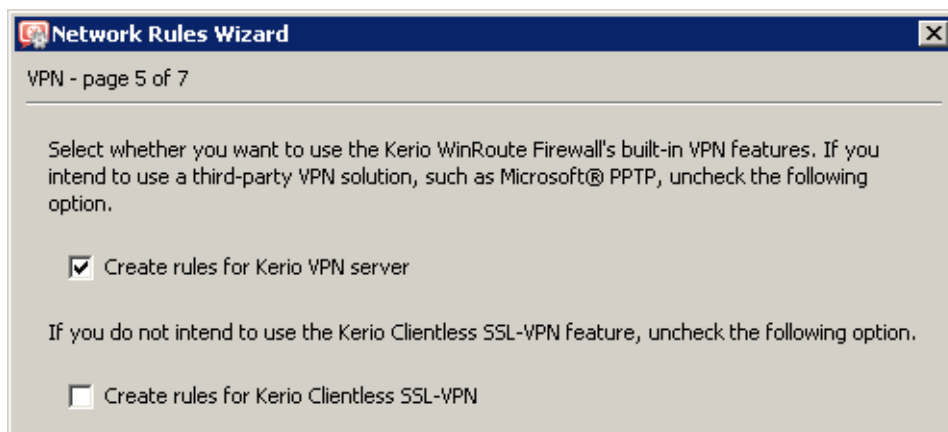 Network Rules Wizard
VPN - page 5 of 7
Select whether you want to use the Kerio WinRoute Firewall's built-in VPN features. If you
intend to use a third-party VPN solution, such as Microsoft® PPTP, uncheck the following
option.
Create rules for Kerio VPN server
If you do not intend to use the Kerio Clientless SSL-VPN feature, uncheck the following option.
Create rules for Kerio Clientless SSL-VPN